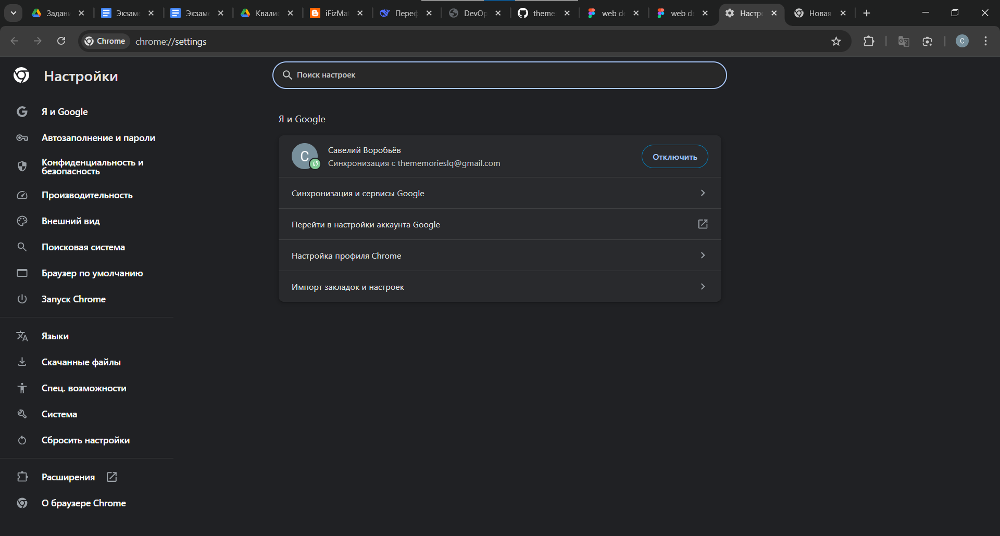 Задани
Экзам
Экзам
Квали
iFizMa
Переф
DevOp
theme
web d
web d
Настр
Новая
Chrome
chrome://settings
C
Настройки
Поиск настроек
Я и Google
Автозаполнение и пароли
Конфиденциальность и
безопасность
Производительность
Внешний вид
Поисковая система
Браузер по умолчанию
Запуск Chrome
Языки
Скачанные файлы
Спец. возможности
Система
Сбросить настройки
Расширения
О браузере Chrome
Я и Google
С
Савелий Воробьёв
Синхронизация с thememorieslq@gmail.com
Отключить
Синхронизация и сервисы Google
Перейти в настройки аккаунта Google
Настройка профиля Chrome
Импорт закладок и настроек